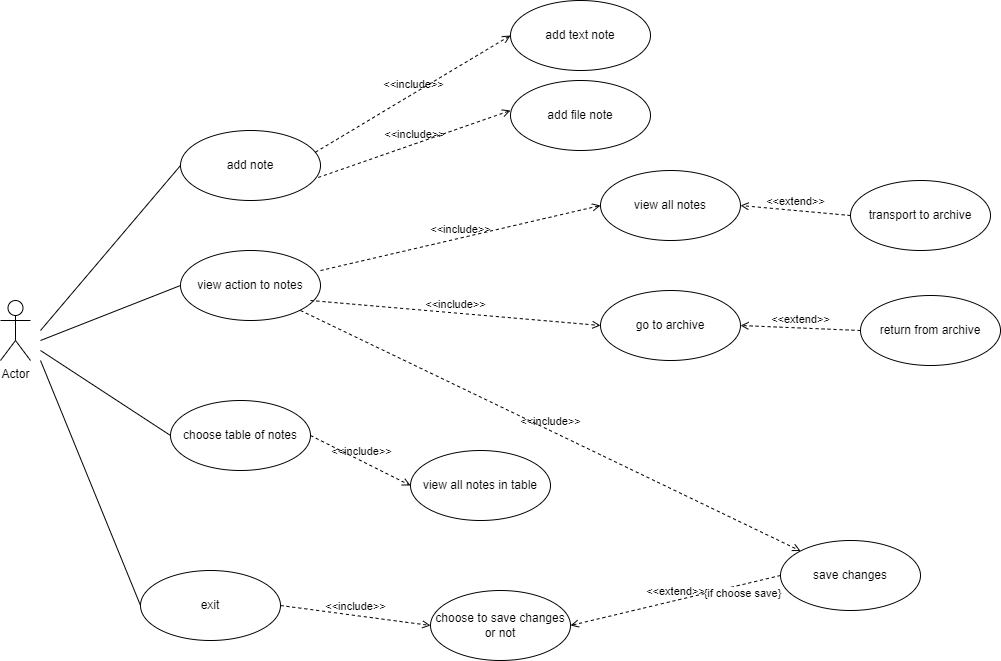 add text note
<<include>>
add file note
<<include>>
add note
view all notes
<<extend>>
transport to archive
<<include>>
view action to notes
<<include>>
go to archive
<<extend>>
return from archive
Actor
<<include>>
choose table of notes
<<include>>
view all notes in table
save changes
<<extend>>
{if choose save}
exit
<<include>>
choose to save changes
or not